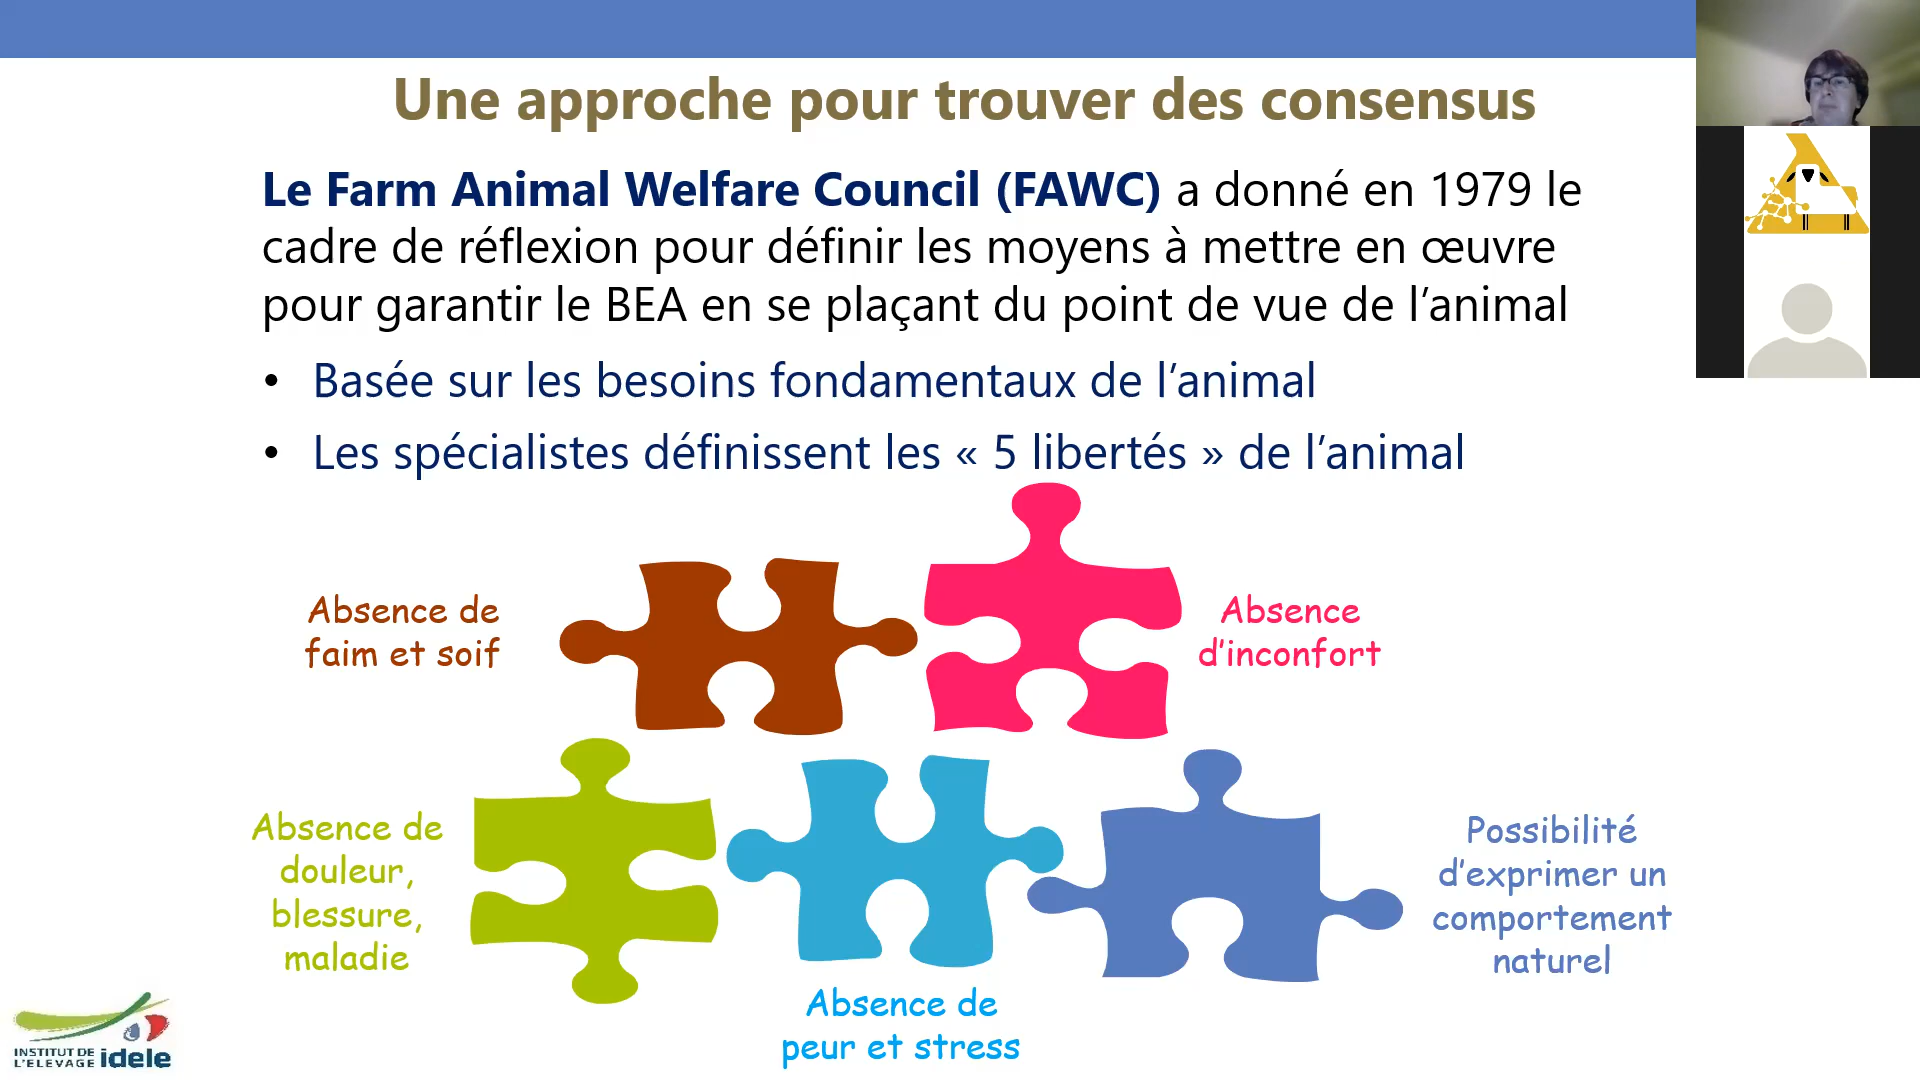 Une approche pour trouver des consensus
Le Farm Animal Welfare Council (FAWC) a donné en 1979 le
cadre de réflexion pour définir les moyens à mettre en œuvre
pour garantir le BEA en se plaçant du point de vue de l’animal
• Basée sur les besoins fondamentaux de l’animal
• Les spécialistes définissent les « 5 libertés » de l’animal
Absence de
faim et soif
Absence
d’inconfort
Absence de
douleur,
blessure,
maladie
Absence de
peur et stress
Possibilité
d’exprimer un
comportement
naturel
INSTITUT DE
L'ELEVAGE idele